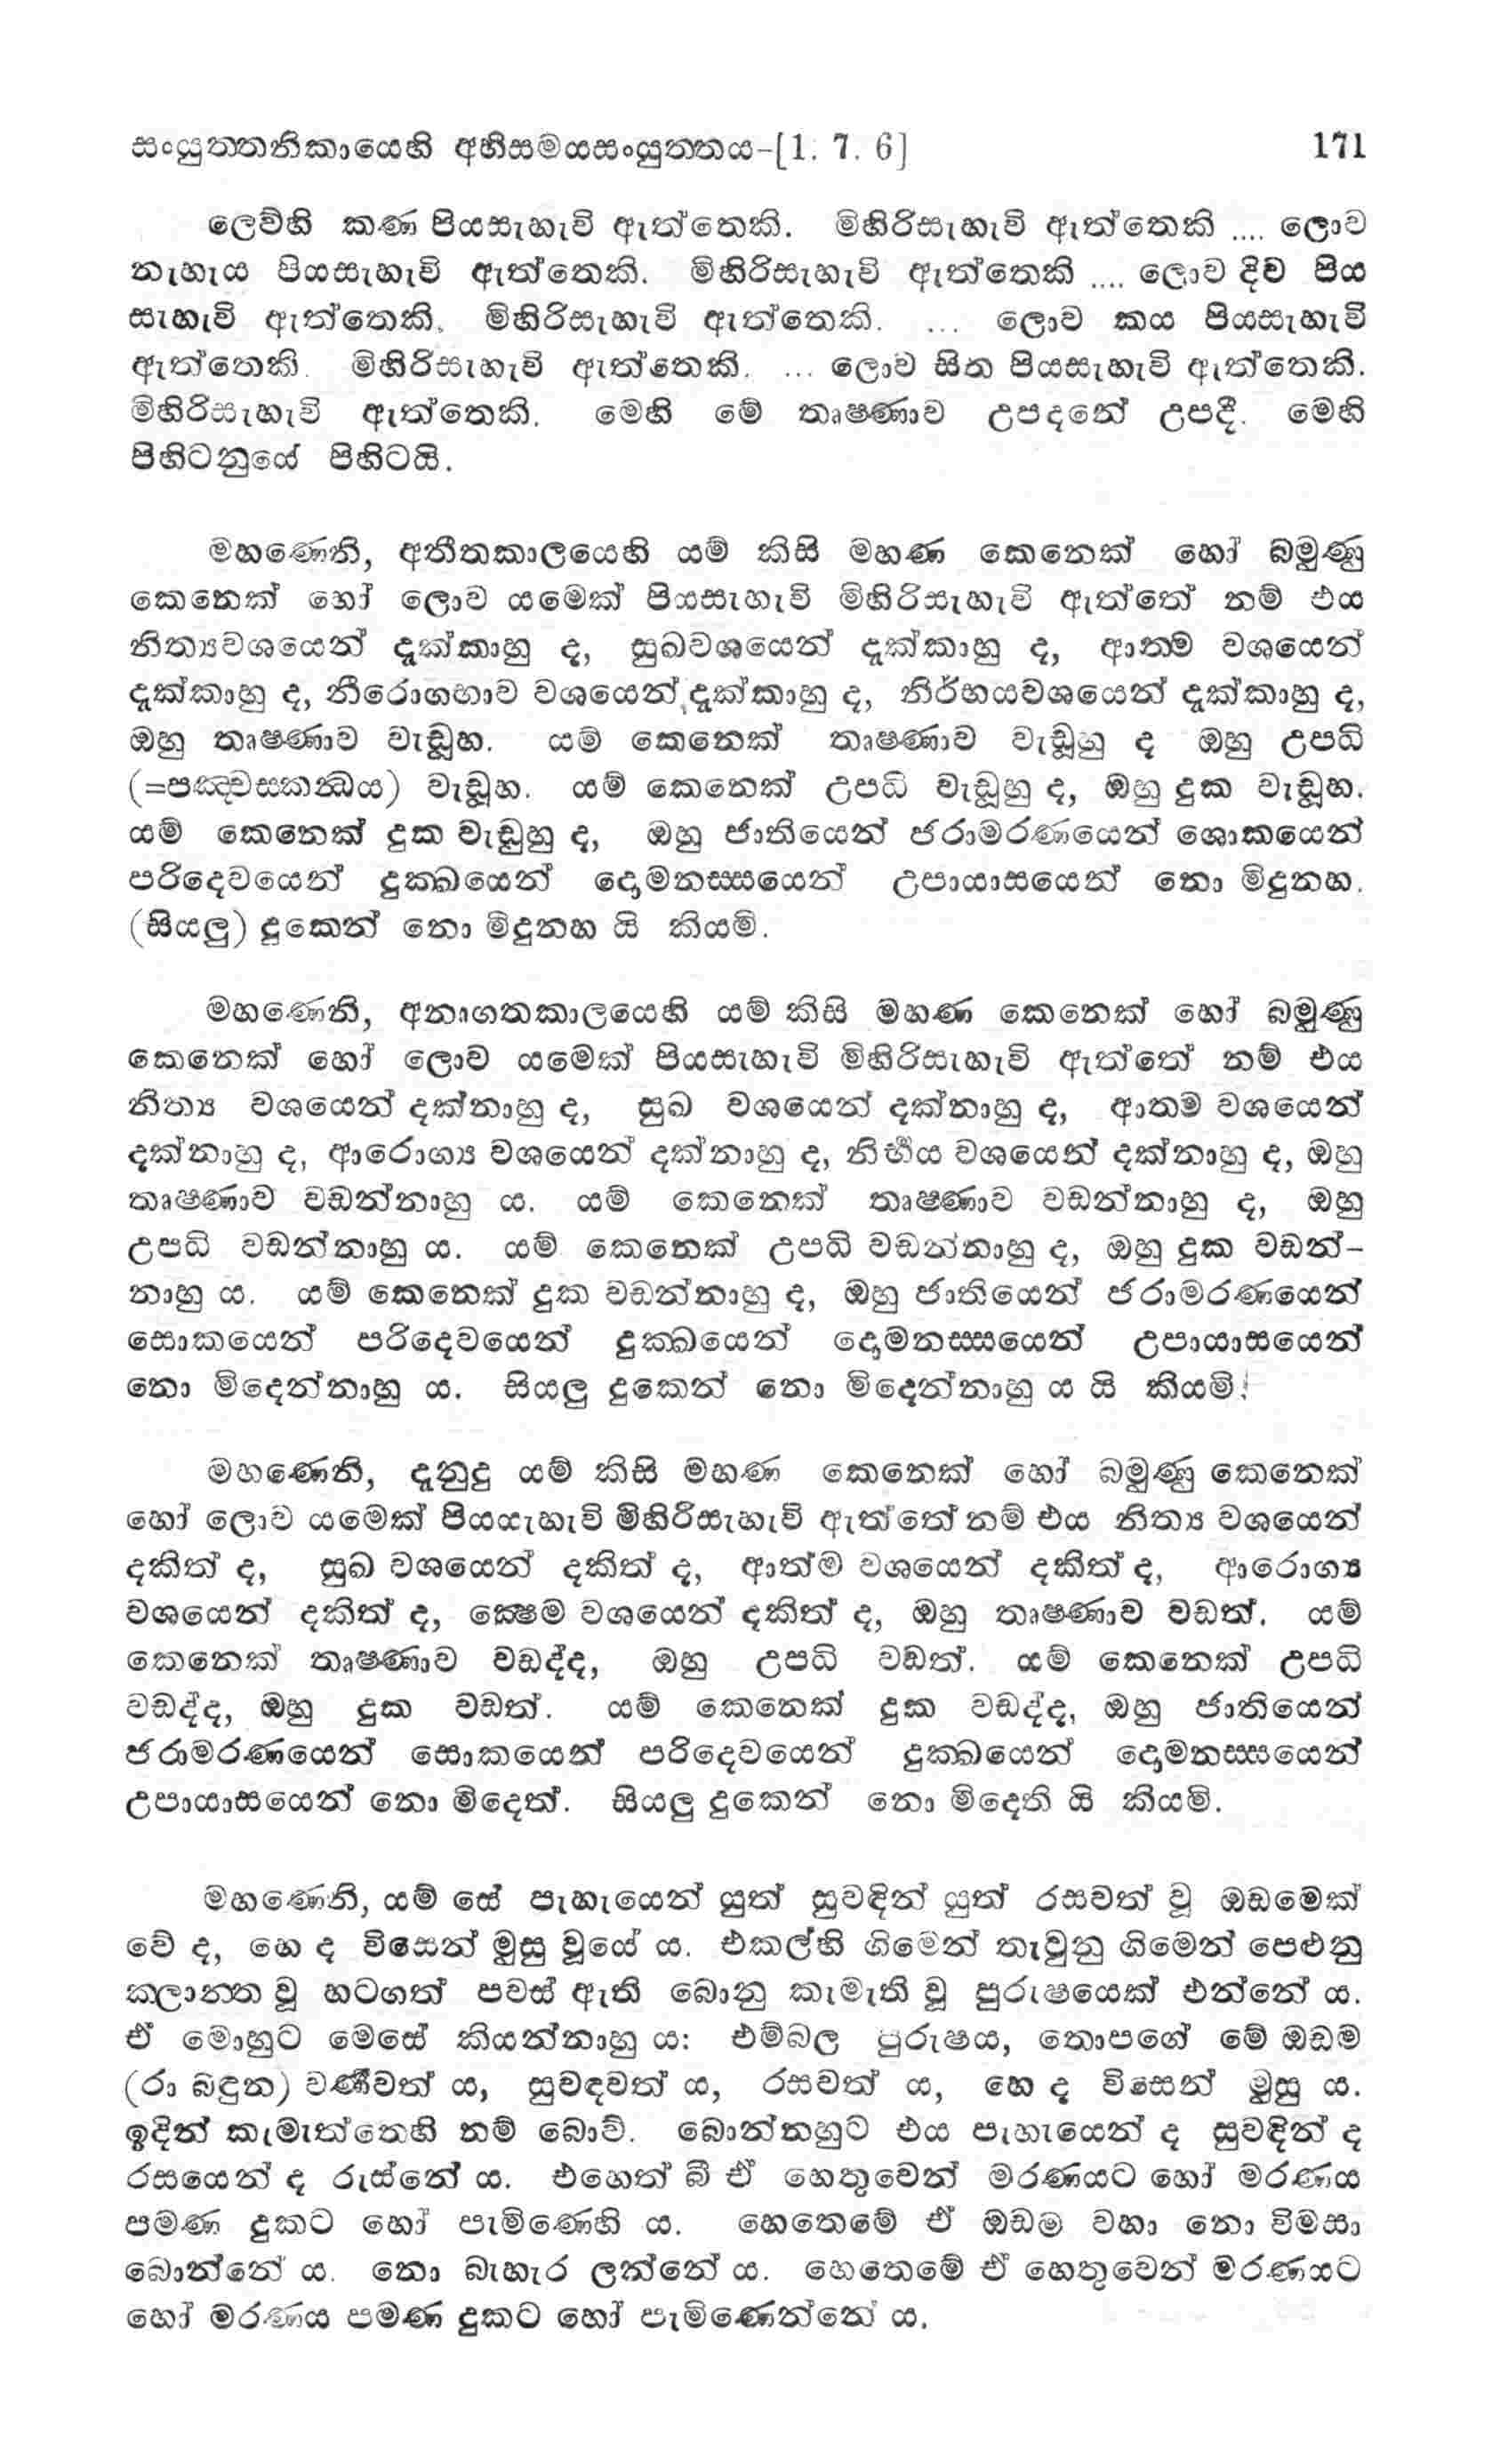 සංයුත‍්තනිකායෙහි අභිසමයසංයුත‍්තය-[1. 7. 6] 171
ලෙව්හි කණ පියසැහැවි ඇත්තෙකි. මිහිරිසැහැවි ඇත්තෙකි .... ලොව
නැහැය පියසැහැවි ඇත්තෙකි. මිහිරිසැහැවි ඇත්තෙකි .... ලොව දිව පිය
සැහැවි ඇත්තෙකි. මිහිරිසැහැවි ඇත්තෙකි. ... ලොව කය පියසැහැවි
ඇත්තෙකි. මිහිරිසැහැවි ඇත්තෙකි. ... ලොව සිත පියසැහැවි ඇත්තෙකි.
මිහිරිසැහැවි ඇත්තෙකි. මෙහි මේ තෘෂ්ණාව උපදනේ උපදී. මෙහි
පිහිටනුයේ පිහිටයි.
මහණෙනි, අතීතකාලයෙහි යම් කිසි මහණ කෙනෙක් හෝ බමුණු
කෙනෙක් හෝ ලොව යමෙක් පියසැහැවි මිහිරිසැහැවි ඇත්තේ නම් එය
නිත්‍යවශයෙන් දැක්කාහු ද, සුඛවශයෙන් දැක්කාහු ද, ආත්ම වශයෙන්
දැක්කාහු ද, නීරොගභාව වශයෙන් දැක්කාහු ද, නිර්භයවශයෙන් දැක්කාහු ද,
ඔහු තෘෂ්ණාව වැඩූහ. යම් කෙනෙක් තෘෂ්ණාව වැඩූහු ද ඔහු උපධි
(=පඤ්චස්කන්‍ධය) වැඩූහ. යම් කෙනෙක් උපධි වැඩූහු ද, ඔහු දුක වැඩූහ.
යම් කෙනෙක් දුක වැඩූහු ද, ඔහු ජාතියෙන් ජරාමරණයෙන් ශොකයෙන්
පරිදෙවයෙන් දුක්ඛයෙන් දොමනස්සයෙන් උපායාසයෙන් නො මිදුනහ.
(සියලු) දුකෙන් නො මිදුනහ යි කියමි.
මහණෙනි, අනාගතකාලයෙහි යම් කිසි මහණ කෙනෙක් හෝ බමුණු
කෙනෙක් හෝ ලොව යමෙක් පියසැහැවි මිහිරිසැහැවි ඇත්තේ නම් එය
නිත්‍ය වශයෙන් දක්නාහු ද, සුඛ වශයෙන් දක්නාහු ද, ආත්ම වශයෙන්
දක්නාහු ද, ආරොග්‍ය වශයෙන් දක්නාහු ද, නිර්‍භය වශයෙන් දක්නාහු ද, ඔහු
තෘෂ්ණාව වඩන්නාහු ය. යම් කෙනෙක් තෘෂ්ණාව වඩන්නාහු ද, ඔහු
උපධි වඩන්නාහු ය. යම් කෙනෙක් උපධි වඩන්නාහු ද, ඔහු දුක වඩන්-
නාහු ය. යම් කෙනෙක් දුක වඩන්නාහු ද, ඔහු ජාතියෙන් ජරාමරණයෙන්
සොකයෙන් පරිදෙවයෙන් දුක්ඛයෙන් දොමනස්සයෙන් උපායාසයෙන්
නො මිදෙන්නාහු ය. සියලු දුකෙන් නො මිදෙන්නාහු ය යි කියමි.
මහණෙනි, දැනුදු යම් කිසි මහණ කෙනෙක් හෝ බමුණු කෙනෙක්
හෝ ලොව යමෙක් පියයැහැවි මිහිරිසැහැවි ඇත්තේ නම් එය නිත්‍ය වශයෙන්
දකිත් ද, සුඛ වශයෙන් දකිත් ද, ආත්ම වශයෙන් දකිත් ද, ආරොග්‍ය
වශයෙන් දකිත් ද, ක්‍ෂෙම වශයෙන් දකිත් ද, ඔහු තෘෂ්ණාව වඩත්. යම්
කෙනෙක් තෘෂ්ණාව වඩද්ද, ඔහු උපධි වඩත්. යම් කෙනෙක් උපධි
වඩද්ද, ඔහු දුක වඩත්. යම් කෙනෙක් දුක වඩද්ද, ඔහු ජාතියෙන්
ජරාමරණයෙන් සොකයෙන් පරිදෙවයෙන් දුක්ඛයෙන් දොමනස්සයෙන්
උපායාසයෙන් නො මිදෙත්. සියලු දුකෙන් නො මිදෙති යි කියමි.
මහණෙනි, යම් සේ පැහැයෙන් යුත් සුවඳින් යුත් රසවත් වූ ඔඩමෙක්
වේ ද, හෙ ද විසෙන් මුසු වූයේ ය. එකල්හි ගිමෙන් තැවුනු ගිමෙන් පෙළුනු
ක්ලාන්ත වූ හටගත් පවස් ඇති බොනු කැමැති වූ පුරුෂයෙක් එන්නේ ය.
ඒ මොහුට මෙසේ කියන්නාහු ය: එම්බල පුරුෂය, තොපගේ මේ ඔඩම
(රා බඳුන) වර්‍ණවත් ය, සුවඳවත් ය, රසවත් ය, හෙ ද විසෙන් මුසු ය.
ඉදින් කැමැත්තෙහි නම් බොව්. බොන්නහුට එය පැහැයෙන් ද සුවඳින් ද
රසයෙන් ද රුස්නේ ය. එහෙත් බී ඒ හෙතුවෙන් මරණයට හෝ මරණය
පමණ දුකට හෝ පැමිණෙහි ය. හෙතෙමේ ඒ ඔඩම වහා නො විමසා
බොන්නේ ය. නො බැහැර ලන්නේ ය. හෙතෙමේ ඒ හෙතුවෙන් මරණයට
හෝ මරණය පමණ දුකට හෝ පැමිණෙන්නේ ය.